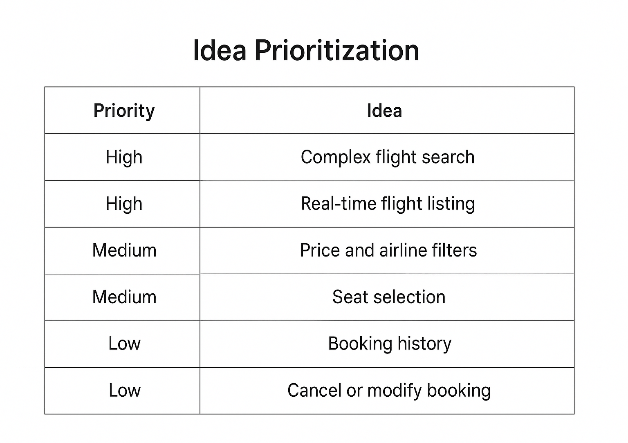 Idea Prioritization
Priority Idea
High Complex flight search
High Real-time flight listing
Medium Price and airline filters
Medium Seat selection
Low Booking history
Low Cancel or modify booking